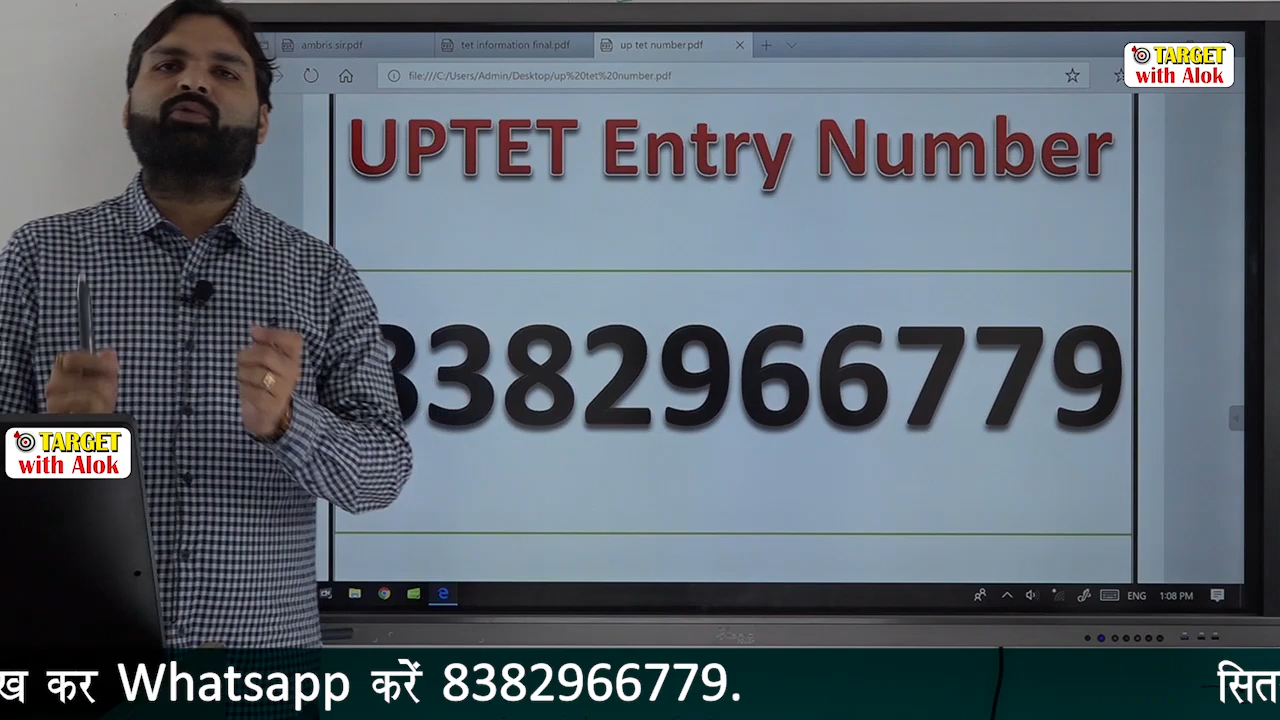 ambris sir.pdf
tet information final.pdf
up tet number.pdf
file:///C:/Users/Admin/Desktop/up%20tet%20number.pdf
TARGET
with Alok
UPTET Entry Number
8382966779
TARGET
with Alok
ENG
1:08 PM
ख कर Whatsapp करें 8382966779.
सित